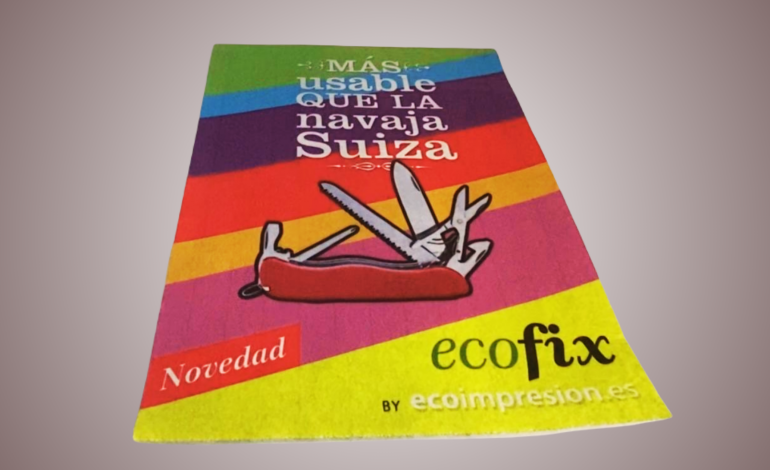 MÁS
usable
QUE LA
navaja
Suiza
Novedad
ecofix
BY ecoimpresion.es